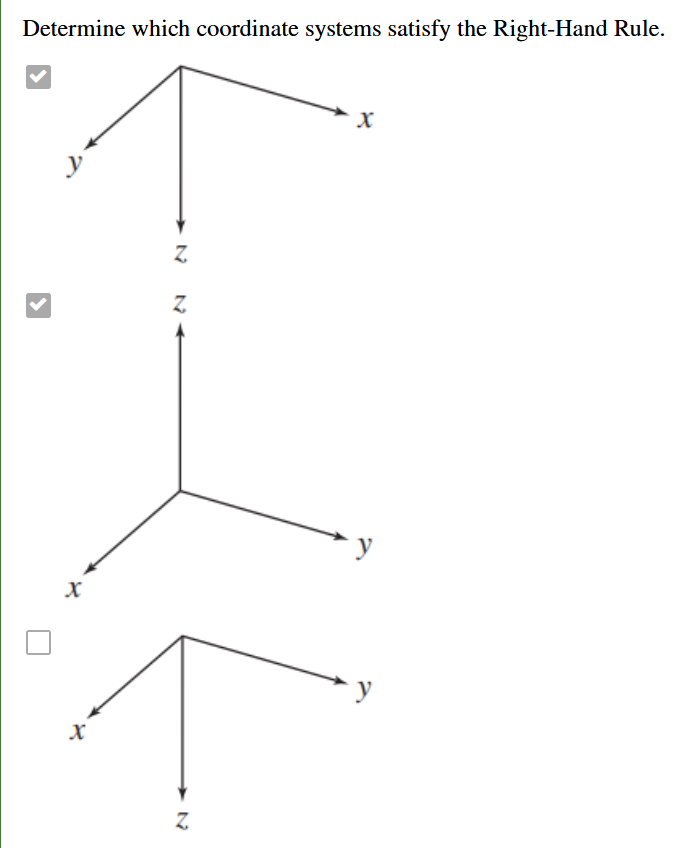 Determine which coordinate systems satisfy the Right-Hand Rule.
x
y
z
z
y
x
y
x
z